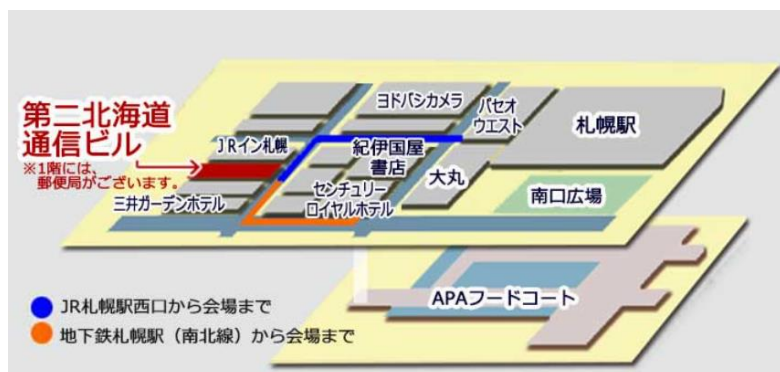 第二北海道
通信ビル
※1階には、
郵便局がございます。
ヨドバシカメラ
パセオ
ウエスト
札幌駅
JRイン札幌
紀伊国屋
書店
大丸
三井ガーデンホテル
センチュリー
ロイヤルホテル
南口広場
APAフードコート
JR札幌駅西口から会場まで
地下鉄札幌駅（南北線）から会場まで